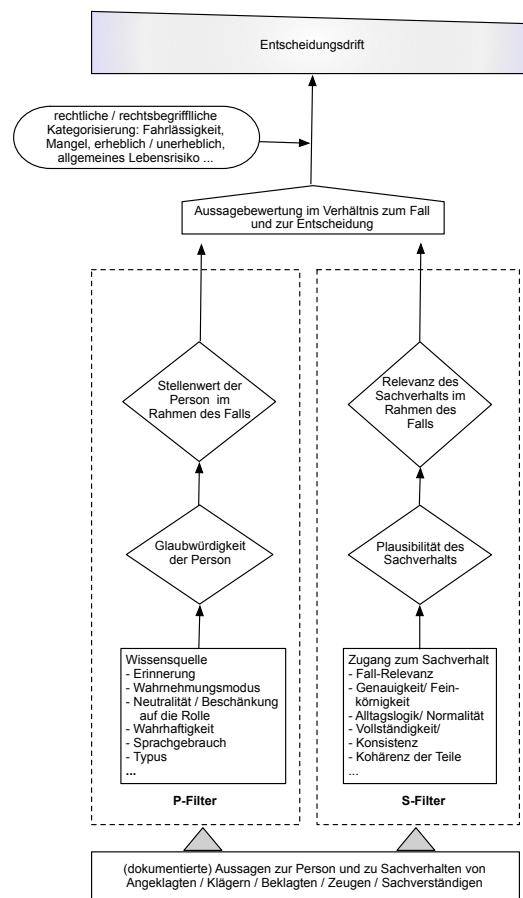 Entscheidungsdrift
rechtliche / rechtsbegriffliche
Kategorisierung: Fahrlässigkeit,
Mangel, erheblich / unerheblich,
allgemeines Lebensrisiko ...
Aussagebewertung im Verhältnis zum Fall
und zur Entscheidung
Stellenwert der
Person im
Rahmen des Falls
Relevanz des
Sachverhalts im
Rahmen des
Falls
Glaubwürdigkeit
der Person
Plausibilität des
Sachverhalts
Wissensquelle
- Erinnerung
- Wahrnehmungsmodus
- Neutralität / Beschänkung
auf die Rolle
- Wahrhaftigkeit
- Sprachgebrauch
- Typus
...
P-Filter
Zugang zum Sachverhalt
- Fall-Relevanz
- Genauigkeit/ Fein-
körnigkeit
- Alltagslogik/ Normalität
- Vollständigkeit/
- Konsistenz
- Kohärenz der Teile
...
S-Filter
(dokumentierte) Aussagen zur Person und zu Sachverhalten von
Angeklagten / Klägern / Beklagten / Zeugen / Sachverständigen